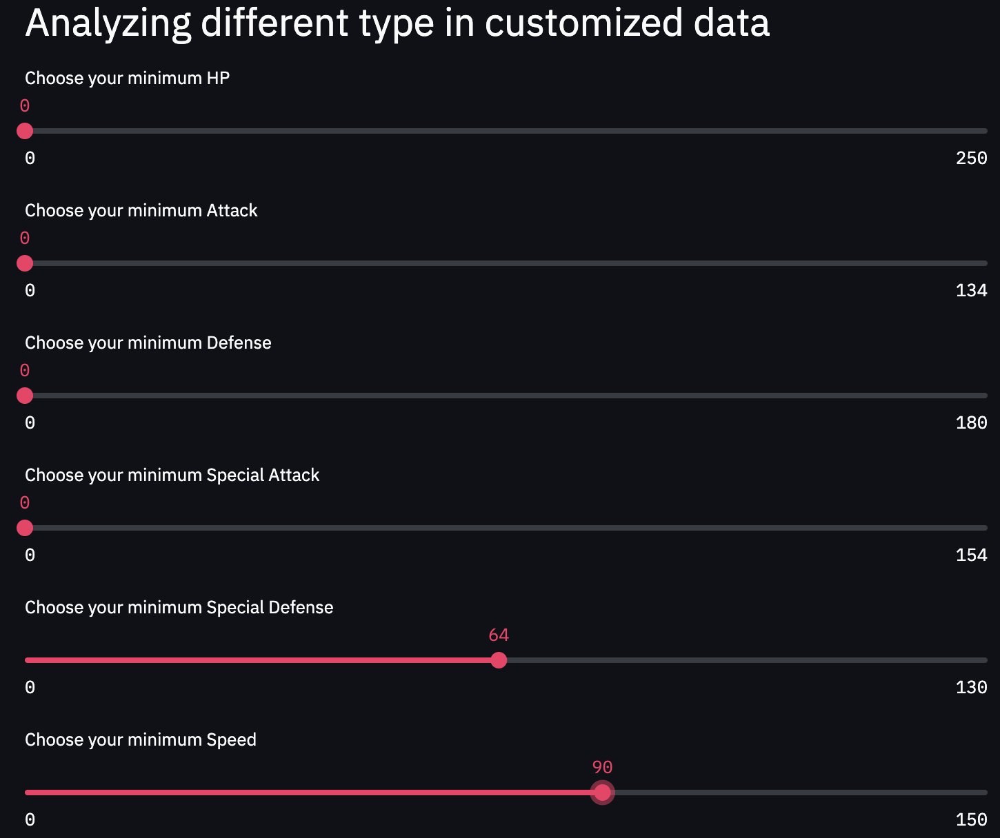 Analyzing different type in customized data
Choose your minimum HP
0
0 250
Choose your minimum Attack
0
0 134
Choose your minimum Defense
0
0 180
Choose your minimum Special Attack
0
0 154
Choose your minimum Special Defense
64
0 130
Choose your minimum Speed
90
0 150